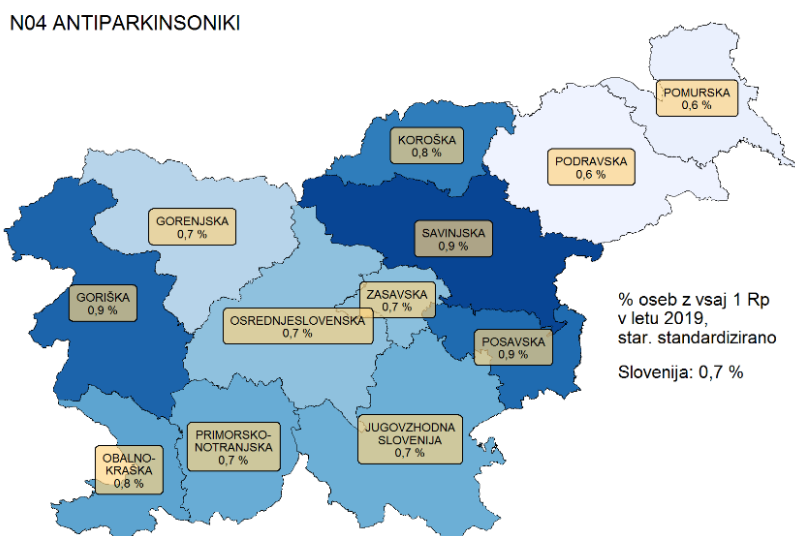 N04 ANTIPARKINSONIKI
POMURSKA
0,6 %
KOROŠKA
0,8 %
PODRAVSKA
0,6 %
GORENJSKA
0,7 %
SAVINJSKA
0,9 %
GORIŠKA
0,9 %
ZASAVSKA
0,7 %
OSREDNJESLOVENSKA
0,7 %
POSAVSKA
0,9 %
% oseb z vsaj 1 Rp
v letu 2019,
star. standardizirano
Slovenija: 0,7 %
JUGOVZHODNA
SLOVENIJA
0,7 %
PRIMORSKO-
NOTRANJSKA
0,7 %
OBALNO-
KRAŠKA
0,8 %